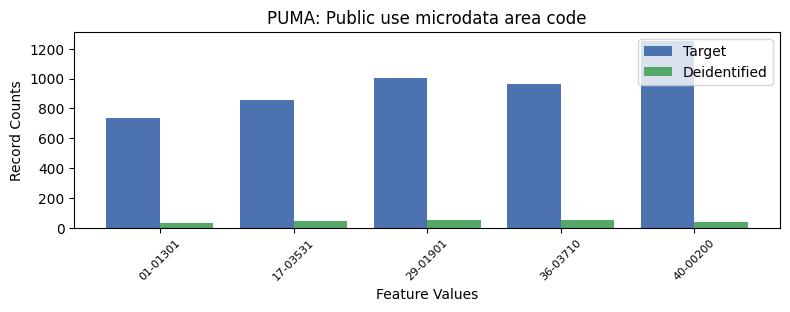 PUMA: Public use microdata area code
Target
Deidentified
Record Counts
1200
1000
800
600
400
200
0
01-01301
17-03531
29-01901
36-03710
40-00200
Feature Values